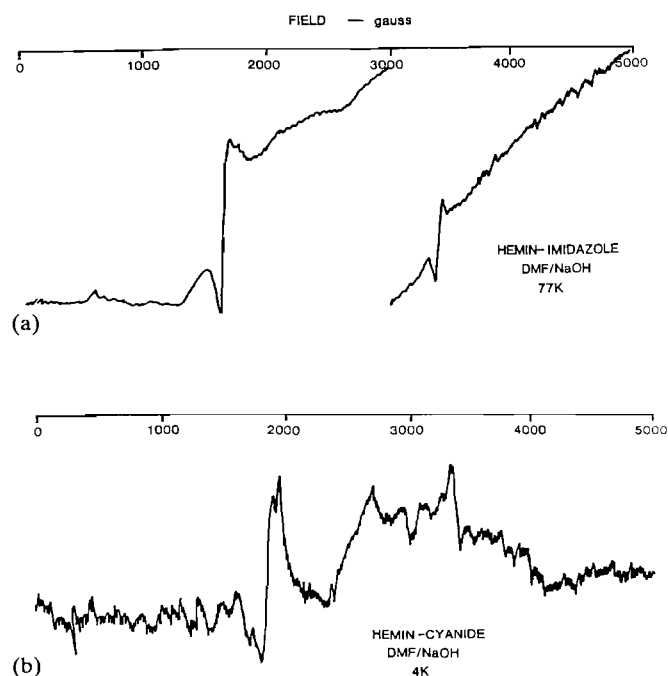 FIELD — gauss
0 1000 2000 3000 4000 5000
HEMIN-IMIDAZOLE
DMF/NaOH
77K
(a)
0 1000 2000 3000 4000 5000
HEMIN-CYANIDE
DMF/NaOH
4K
(b)